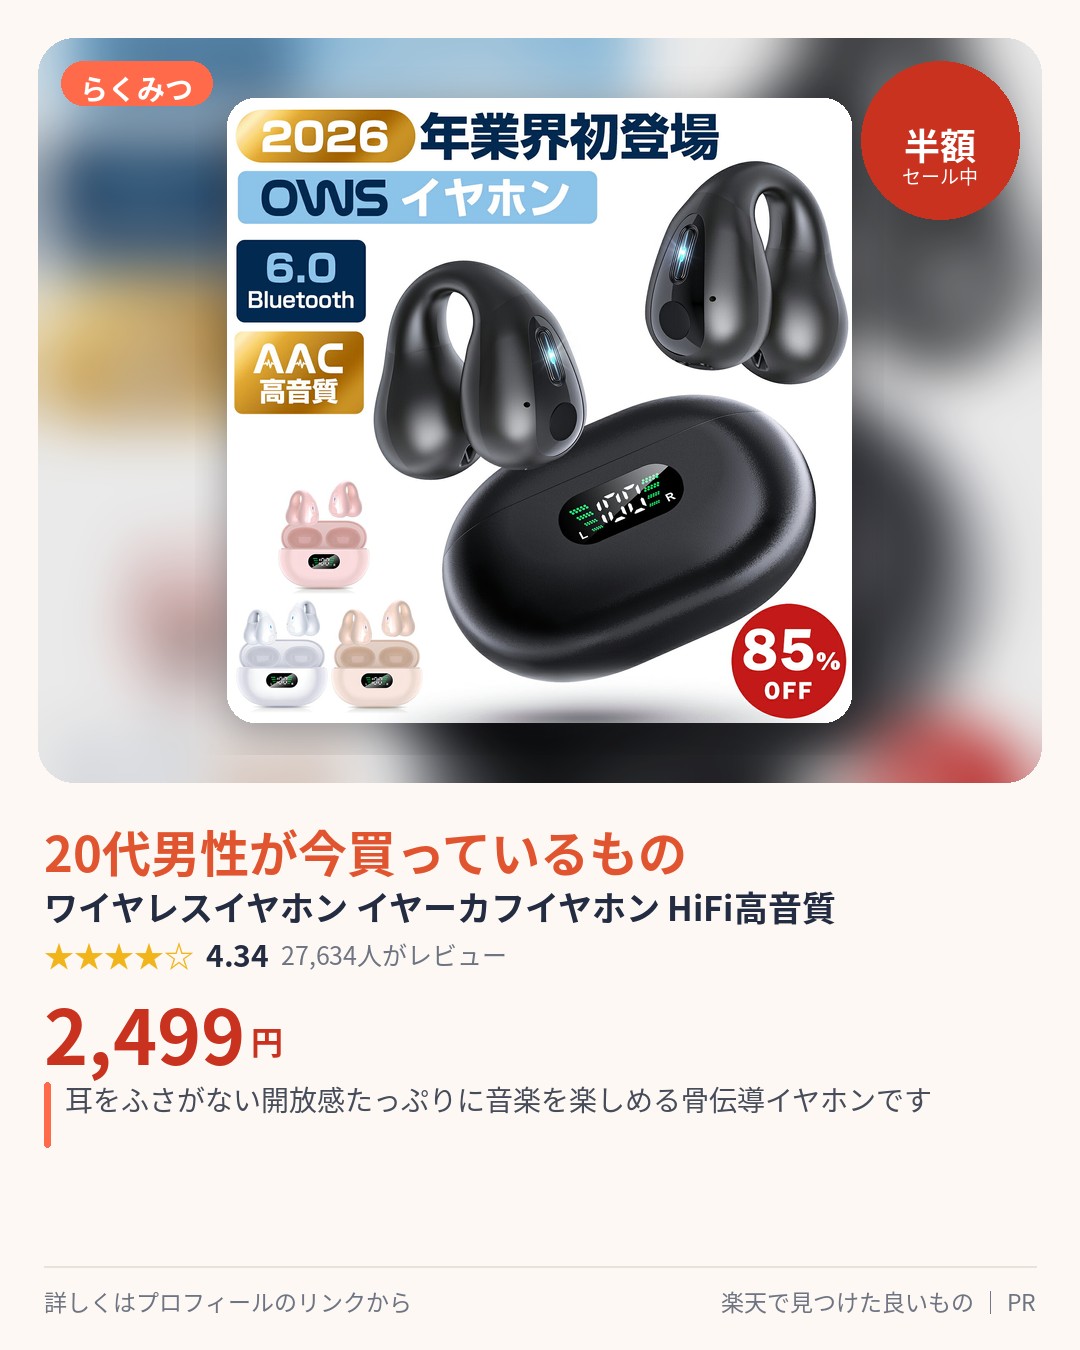 らくみつ
半額
セール中
2026年業界初登場
OWS イヤホン
6.0
Bluetooth
AAC
高音質
L 100 R
85%
OFF
20代男性が今買っているもの
ワイヤレスイヤホン イヤーカフイヤホン HiFi高音質
★★★★☆ 4.34 27,634人がレビュー
2,499円
耳をふさがない開放感たっぷりに音楽を楽しめる骨伝導イヤホンです
詳しくはプロフィールのリンクから
楽天で見つけた良いもの｜PR